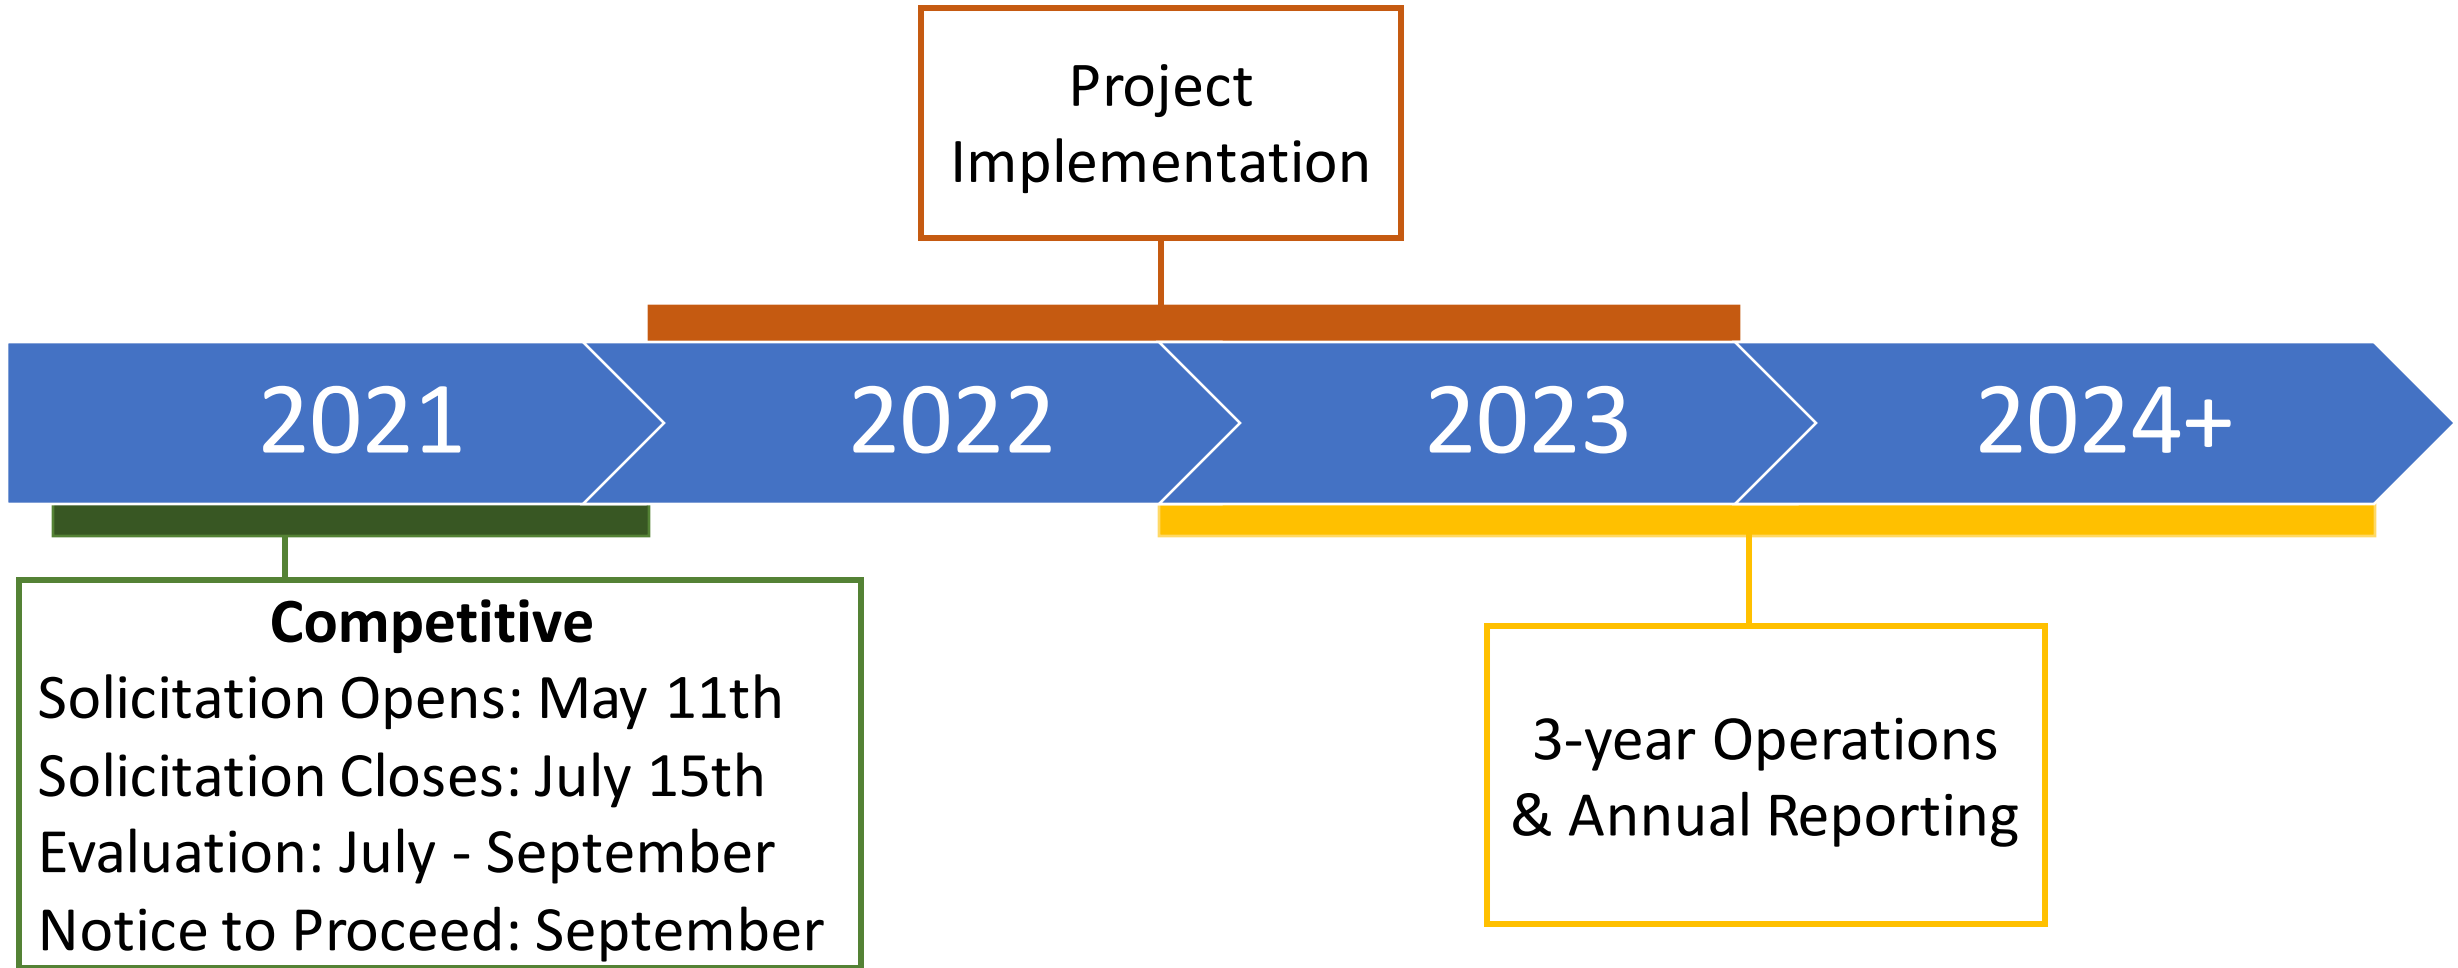 Project
Implementation
2021
2022
2023
2024+
Competitive
Solicitation Opens: May 11th
Solicitation Closes: July 15th
Evaluation: July - September
Notice to Proceed: September
3-year Operations
& Annual Reporting